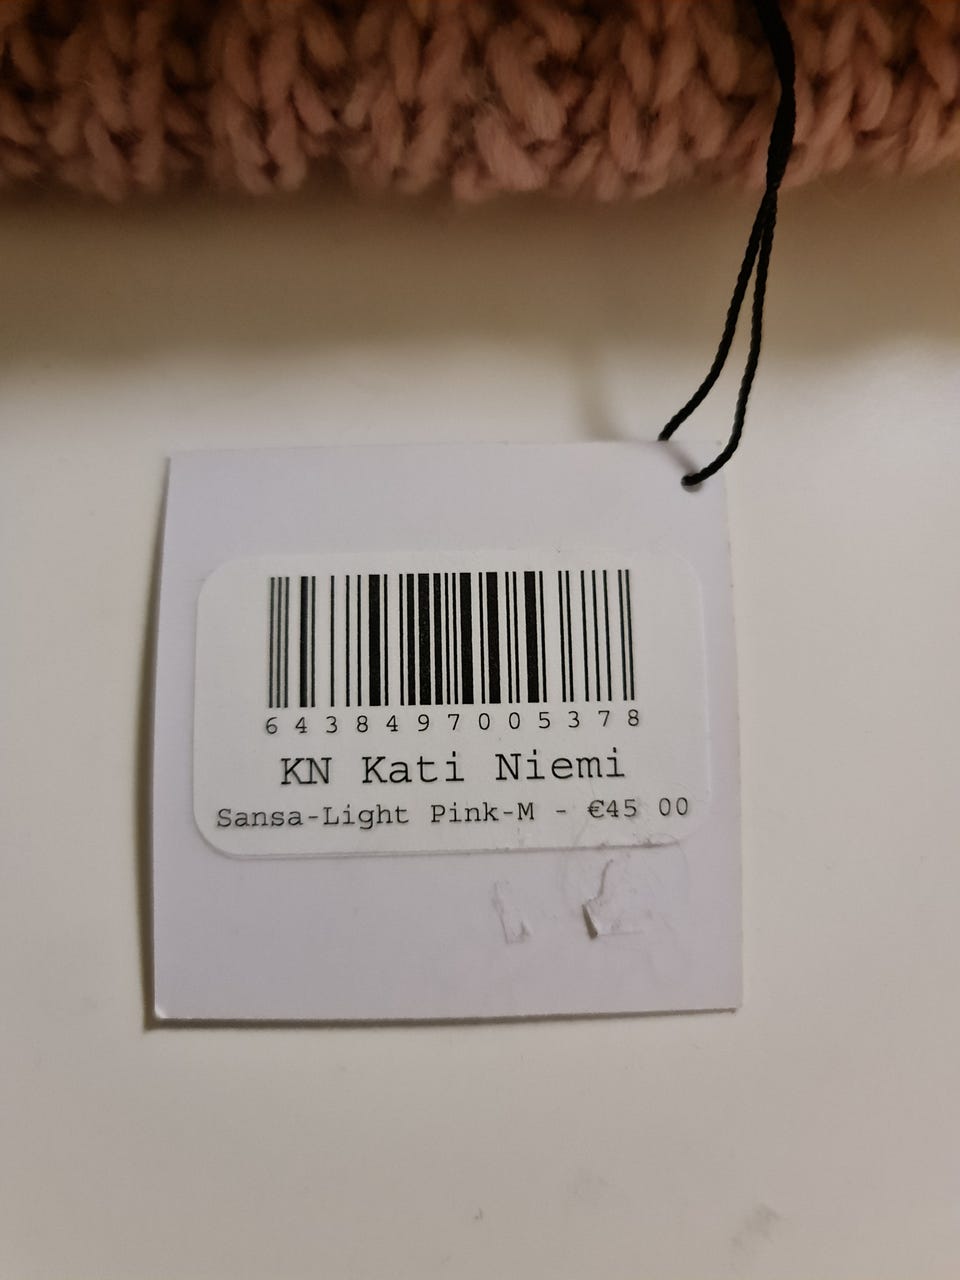 6438497005378
KN Kati Niemi
Sansa-Light Pink-M - €45 00